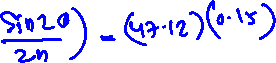 sin2θ/2n) = (47.12)(0.15)